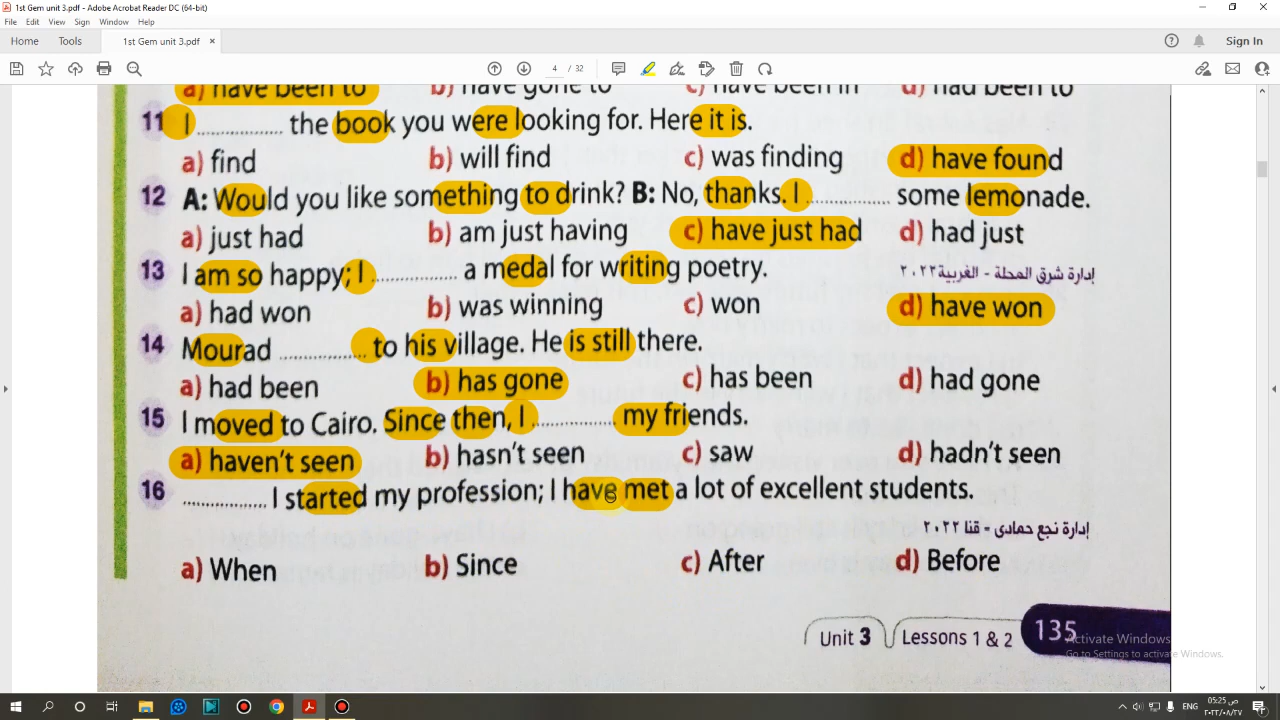 1st Gem unit 3.pdf - Adobe Acrobat Reader DC (64-bit)
File Edit View Sign Window Help
Home Tools 1st Gem unit 3.pdf × Sign In
4 / 32
a) have been to b) have gone to c) have been in d) had been to
11 I .............. the book you were looking for. Here it is.
a) find b) will find c) was finding d) have found
12 A: Would you like something to drink? B: No, thanks. I .............. some lemonade.
a) just had b) am just having c) have just had d) had just
13 I am so happy; I .............. a medal for writing poetry.
إدارة شرق المحلة - الغربية ٢٠٢٢
a) had won b) was winning c) won d) have won
14 Mourad .............. to his village. He is still there.
a) had been b) has gone c) has been d) had gone
15 I moved to Cairo. Since then, I .............. my friends.
a) haven't seen b) hasn't seen c) saw d) hadn't seen
16 .............. I started my profession; I have met a lot of excellent students.
إدارة نجع حمادى - قنا ٢٠٢٢
a) When b) Since c) After d) Before
Unit 3 Lessons 1 & 2 135
Activate Windows
Go to Settings to activate Windows.
ENG 05:25 ص
٢٠٢٢/٠٨/٢٧